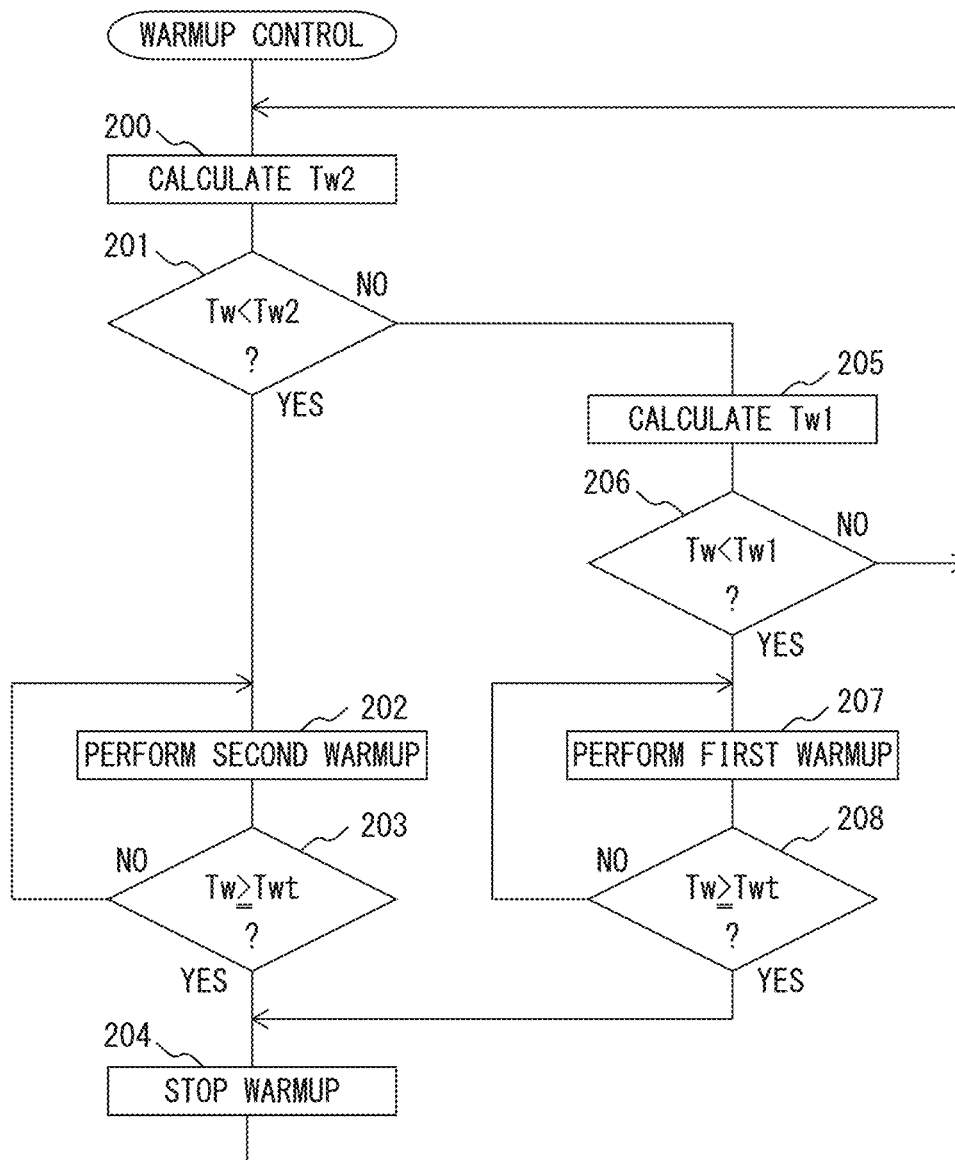 WARMUP CONTROL
200
CALCULATE Tw2
201
Tw<Tw2
?
NO
YES
205
CALCULATE Tw1
206
Tw<Tw1
?
NO
YES
202
PERFORM SECOND WARMUP
203
Tw≧Twt
?
NO
YES
207
PERFORM FIRST WARMUP
208
Tw≧Twt
?
NO
YES
204
STOP WARMUP